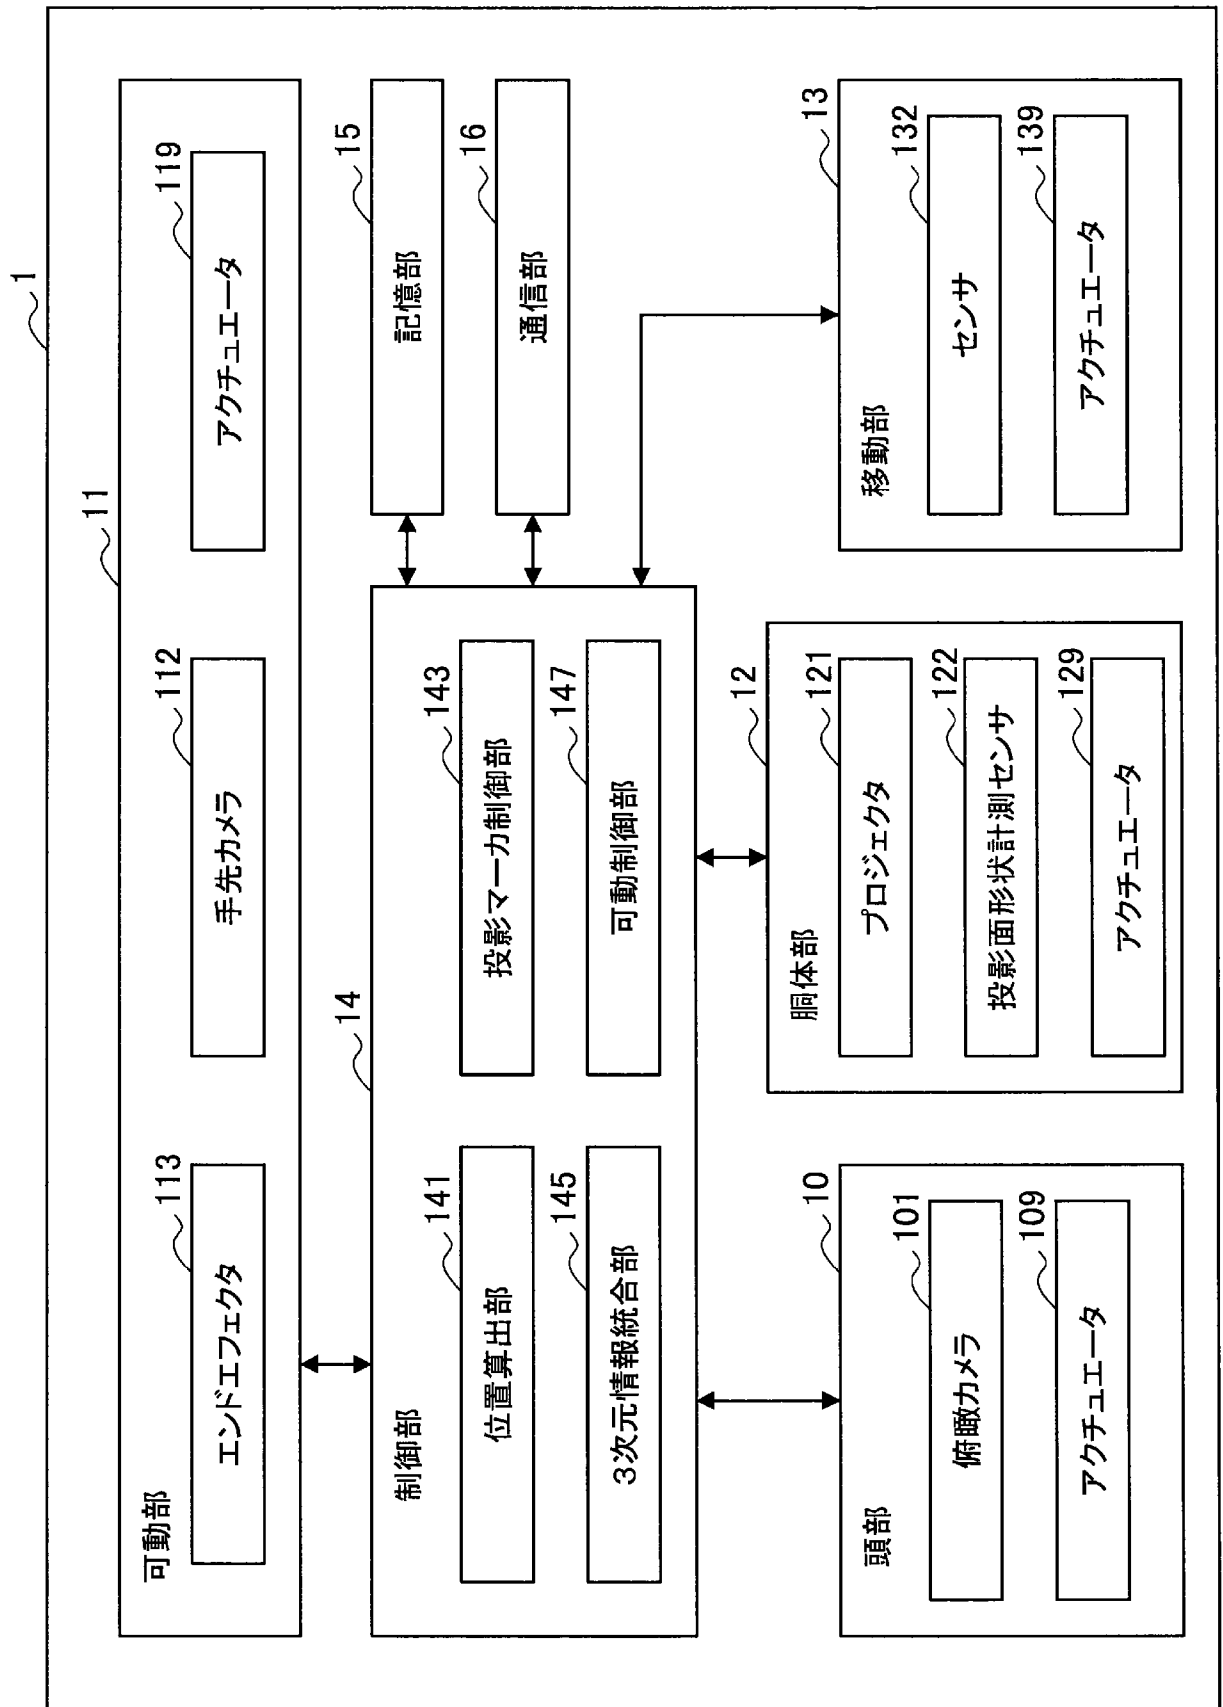 1
11
可動部
113
エンドエフェクタ
112
手先カメラ
119
アクチュエータ
14
制御部
141
位置算出部
143
投影マーカ制御部
145
3次元情報統合部
147
可動制御部
15
記憶部
16
通信部
10
頭部
101
俯瞰カメラ
109
アクチュエータ
12
胴体部
121
プロジェクタ
122
投影面形状計測センサ
129
アクチュエータ
13
移動部
132
センサ
139
アクチュエータ